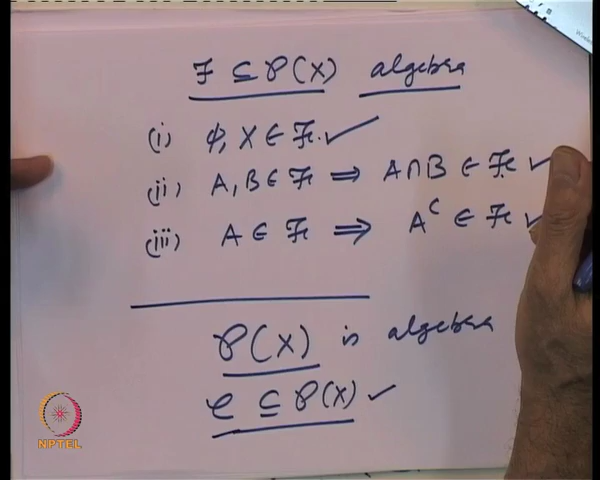 F ⊆ P(X) algebra
(i) ϕ, X ∈ F.
(ii) A, B ∈ F ⟹ A ∩ B ∈ F
(iii) A ∈ F ⟹ A^c ∈ F
P(X) is algebra
C ⊆ P(X)
NPTEL